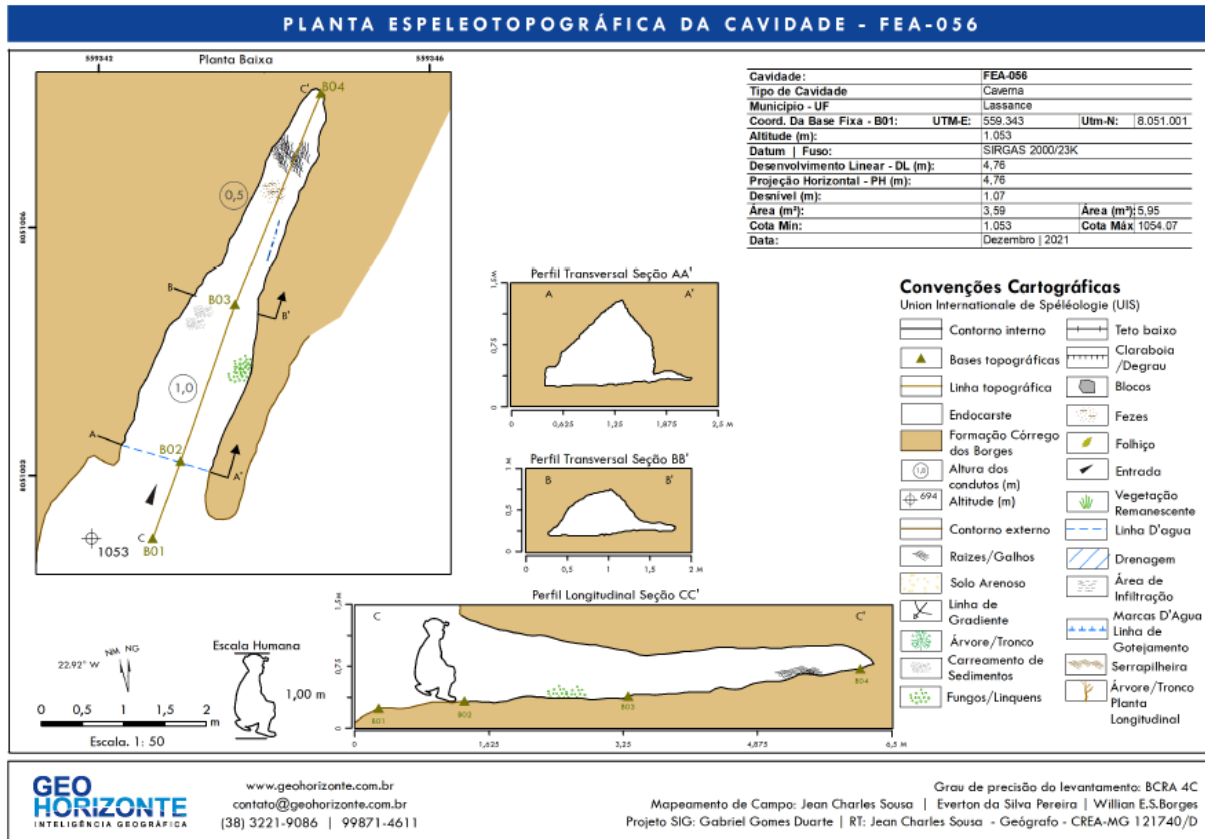 PLANTA ESPELEOTOPOGRÁFICA DA CAVIDADE - FEA-056
559342 Planta Baixa 559346
C' B04
0,5
8051006
B B03
B'
1,0
A B02
A'
8051003
C
1053 B01
Cavidade: FEA-056
Tipo de Cavidade Caverna
Município - UF Lassance
Coord. Da Base Fixa - B01: UTM-E: 559.343 Utm-N: 8.051.001
Altitude (m): 1.053
Datum | Fuso: SIRGAS 2000/23K
Desenvolvimento Linear - DL (m): 4,76
Projeção Horizontal - PH (m): 4,76
Desnível (m): 1.07
Área (m²): 3,59 Área (m³): 5,95
Cota Min: 1.053 Cota Máx 1054.07
Data: Dezembro | 2021
Perfil Transversal Seção AA'
1,5 M
A A'
0,75
0
0 0,625 1,25 1,875 2,5 M
Perfil Transversal Seção BB'
1 M
B B'
0,5
0
0 0,5 1 1,5 2 M
Convenções Cartográficas
Union Internationale de Spéléologie (UIS)
Contorno interno
Bases topográficas
Linha topográfica
Endocarste
Formação Córrego
dos Borges
1,0 Altura dos
condutos (m)
694 Altitude (m)
Contorno externo
Raízes/Galhos
Solo Arenoso
Linha de
Gradiente
Árvore/Tronco
Carreamento de
Sedimentos
Fungos/Linquens
Teto baixo
Claraboia
/Degrau
Blocos
Fezes
Folhiço
Entrada
Vegetação
Remanescente
Linha D'agua
Drenagem
Área de
Infiltração
Marcas D'Agua
Linha de
Gotejamento
Serrapilheira
Árvore/Tronco
Planta
Longitudinal
Perfil Longitudinal Seção CC'
1,5 M
C C'
0,75
0
B01 B02 B03 B04
0 1,625 3,25 4,875 6,5 M
22.92° W NM NG
Escala Humana
1,00 m
0 0,5 1 1,5 2
m
Escala. 1: 50
GEO
HORIZONTE
INTELIGÊNCIA GEOGRÁFICA
www.geohorizonte.com.br
contato@geohorizonte.com.br
(38) 3221-9086 | 99871-4611
Grau de precisão do levantamento: BCRA 4C
Mapeamento de Campo: Jean Charles Sousa | Everton da Silva Pereira | Willian E.S.Borges
Projeto SIG: Gabriel Gomes Duarte | RT: Jean Charles Sousa - Geógrafo - CREA-MG 121740/D